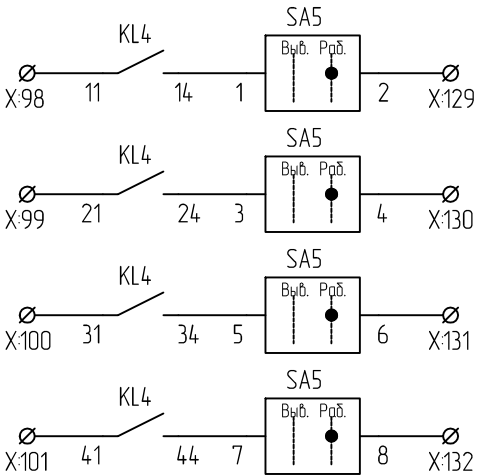 SA5
KL4
Выв. Раб.
X:98 11 14 1 2 X:129
SA5
KL4
Выв. Раб.
X:99 21 24 3 4 X:130
SA5
KL4
Выв. Раб.
X:100 31 34 5 6 X:131
SA5
KL4
Выв. Раб.
X:101 41 44 7 8 X:132